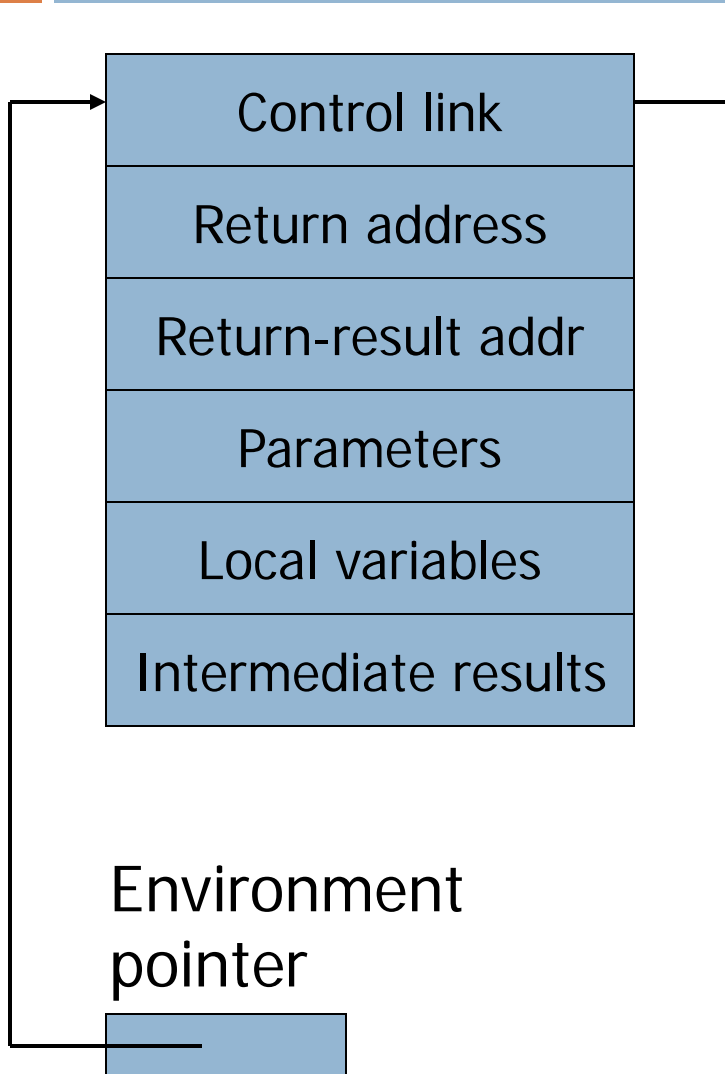 Control link
Return address
Return-result addr
Parameters
Local variables
Intermediate results
Environment
pointer